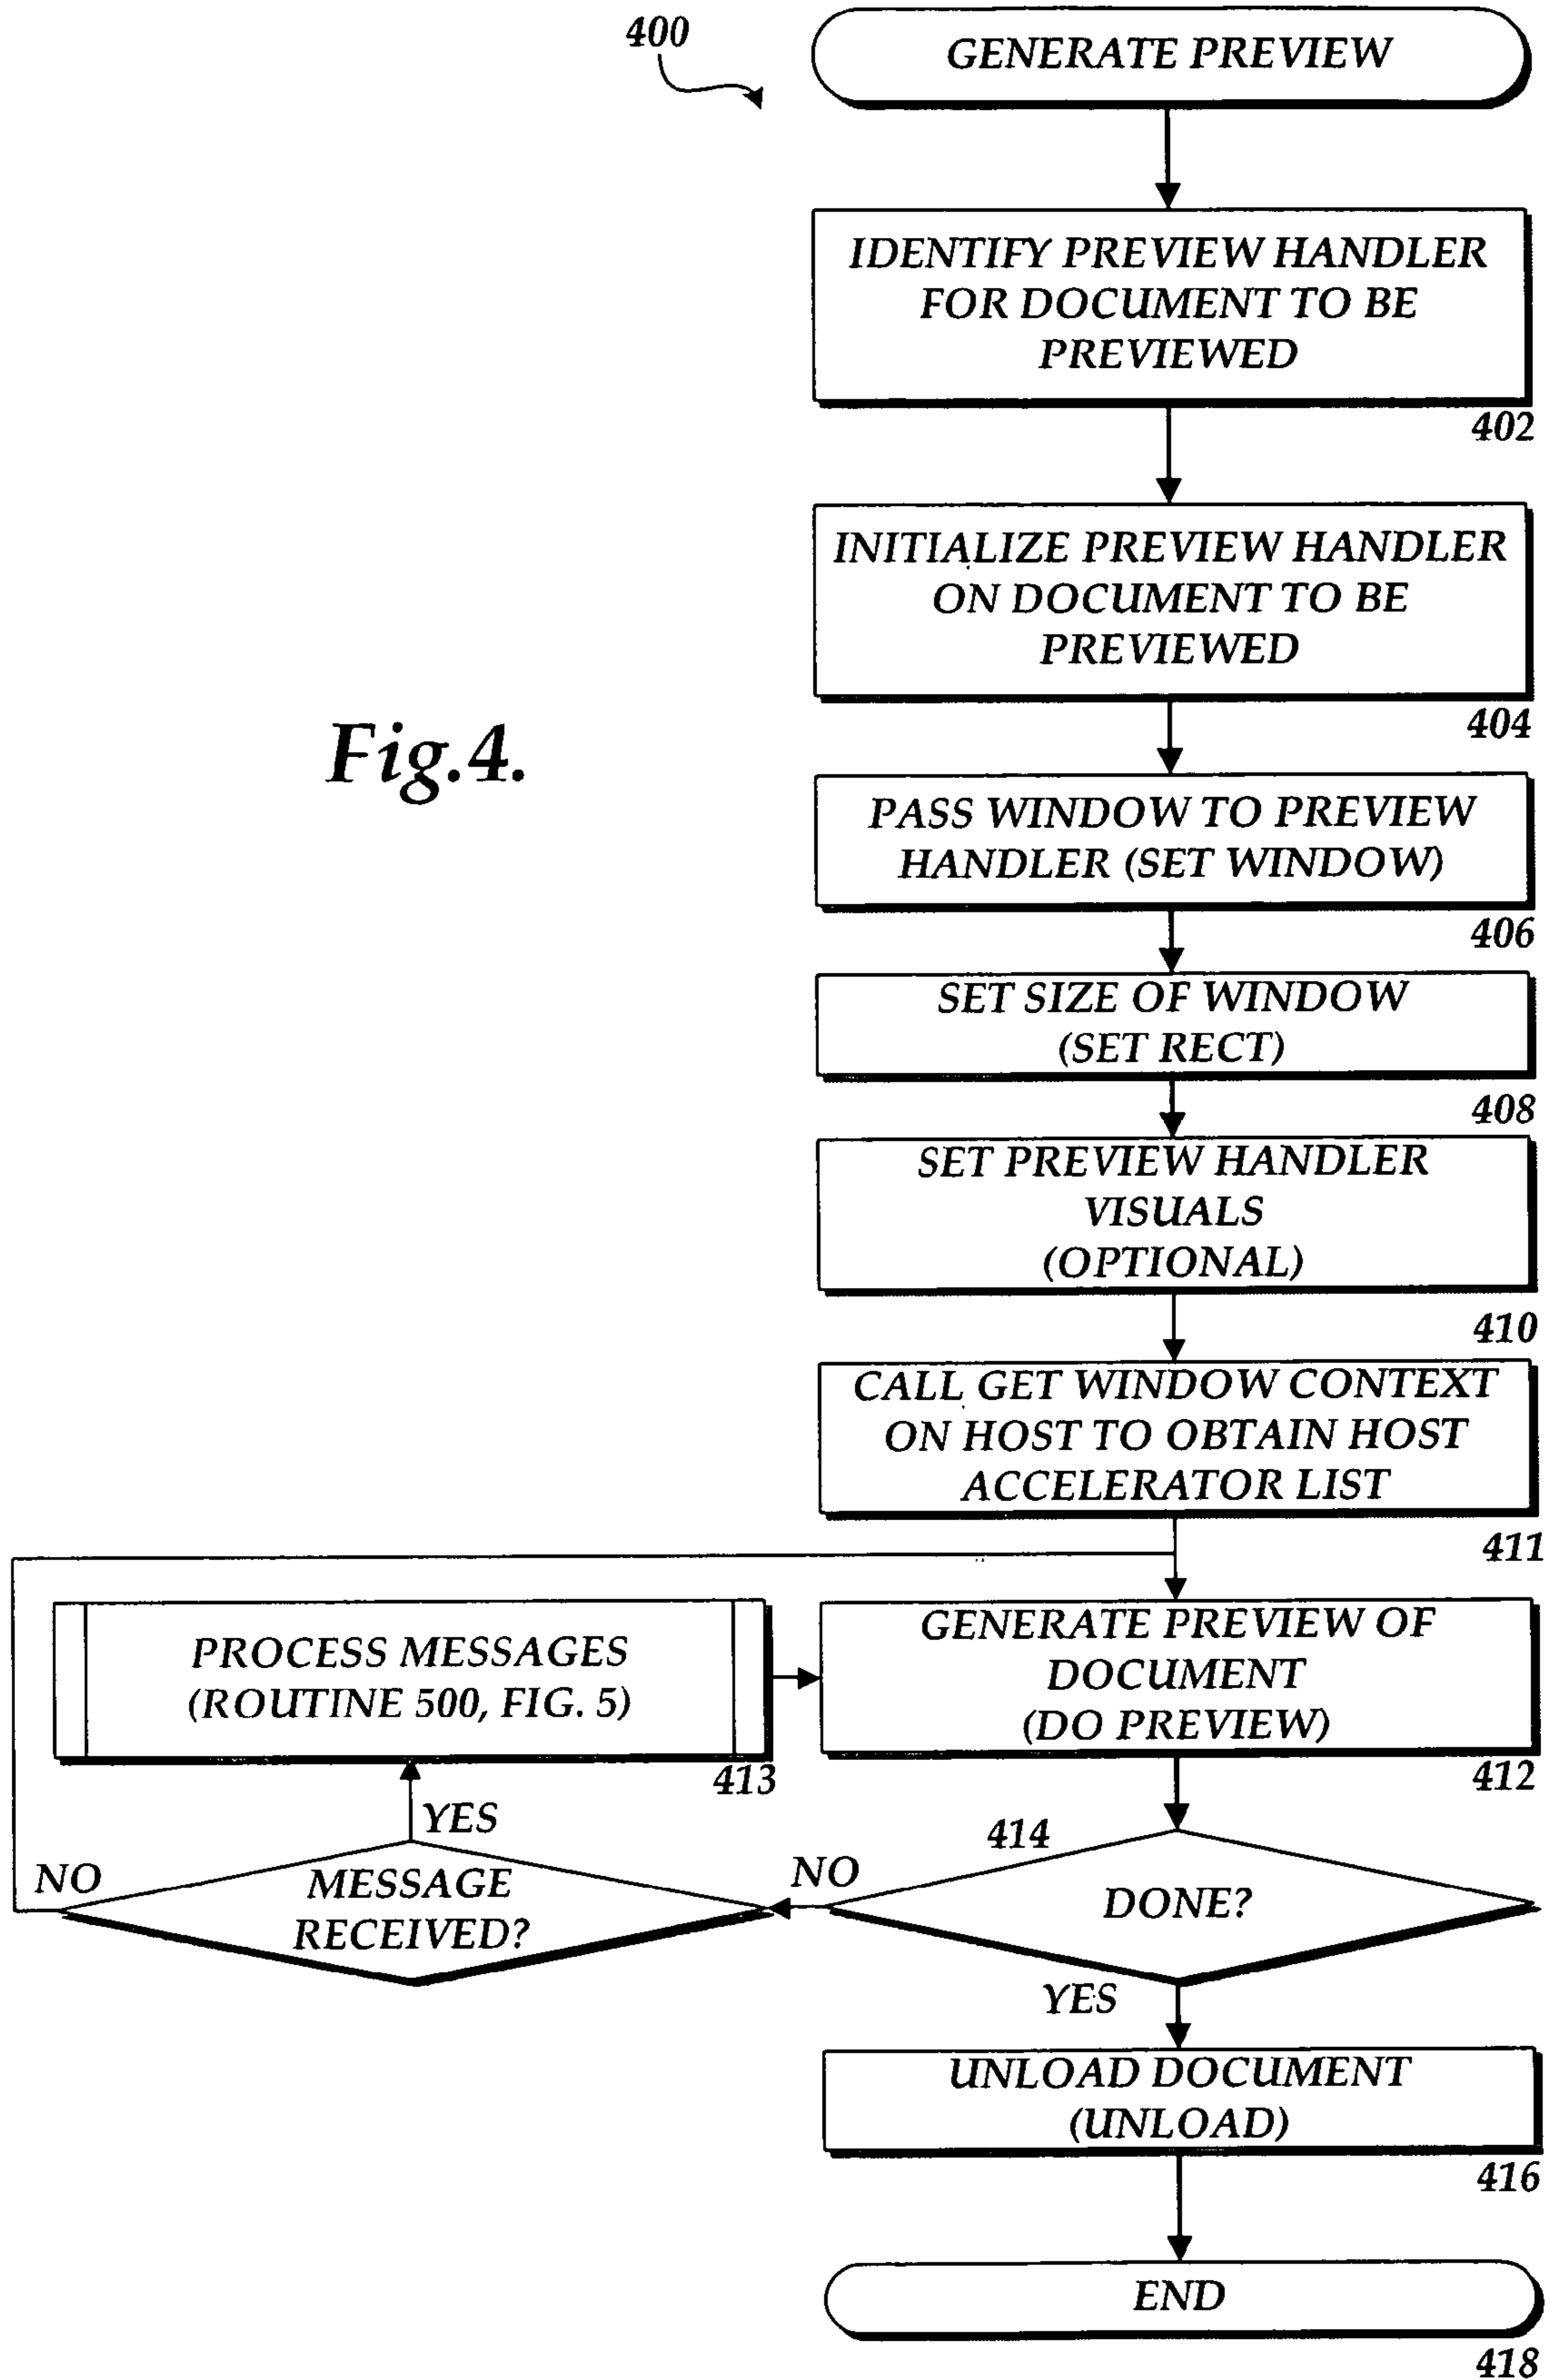 400
GENERATE PREVIEW
IDENTIFY PREVIEW HANDLER
FOR DOCUMENT TO BE
PREVIEWED
402
INITIALIZE PREVIEW HANDLER
ON DOCUMENT TO BE
PREVIEWED
404
Fig.4.
PASS WINDOW TO PREVIEW
HANDLER (SET WINDOW)
406
SET SIZE OF WINDOW
(SET RECT)
408
SET PREVIEW HANDLER
VISUALS
(OPTIONAL)
410
CALL GET WINDOW CONTEXT
ON HOST TO OBTAIN HOST
ACCELERATOR LIST
411
PROCESS MESSAGES
(ROUTINE 500, FIG. 5)
413
GENERATE PREVIEW OF
DOCUMENT
(DO PREVIEW)
412
YES
414
NO
MESSAGE
RECEIVED?
NO
DONE?
YES
UNLOAD DOCUMENT
(UNLOAD)
416
END
418